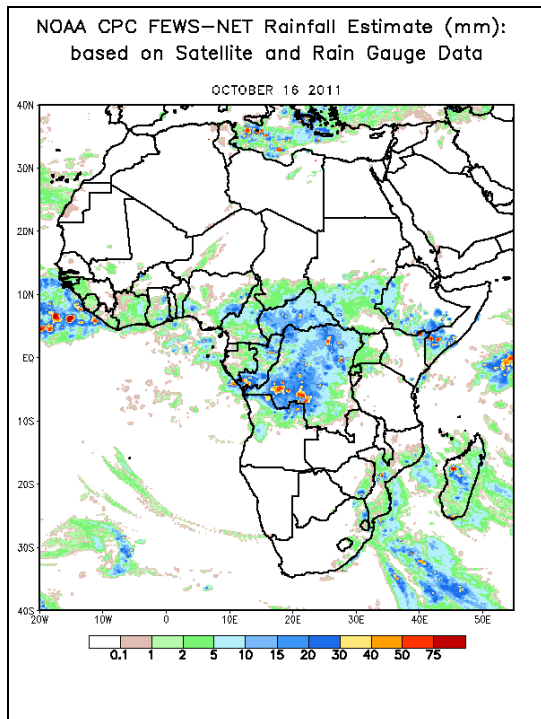 NOAA CPC FEWS-NET Rainfall Estimate (mm):
based on Satellite and Rain Gauge Data
OCTOBER 16 2011
40N
30N
20N
10N
EQ
10S
20S
30S
40S
20W 10W 0 10E 20E 30E 40E 50E
0.1 1 2 5 10 15 20 30 40 50 75